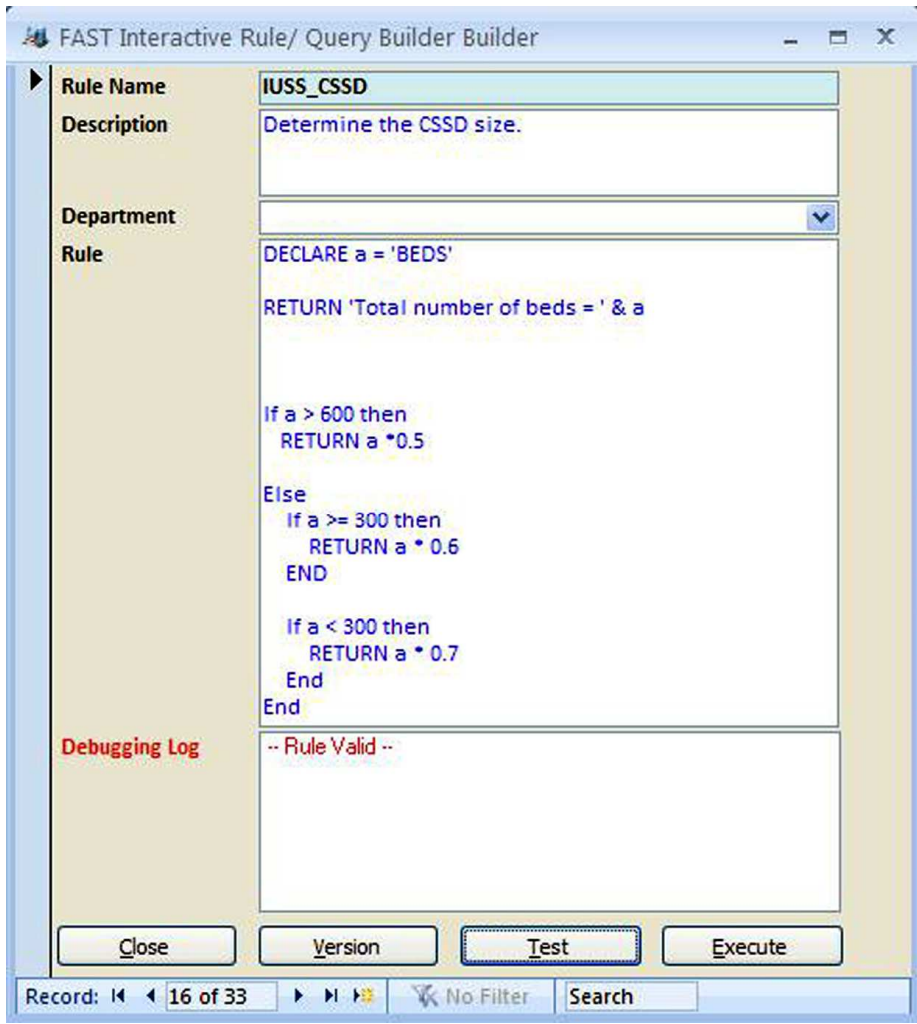 FAST Interactive Rule/ Query Builder Builder
Rule Name IUSS_CSSD
Description Determine the CSSD size.
Department
Rule DECLARE a = 'BEDS'
RETURN 'Total number of beds = ' & a
If a > 600 then
RETURN a *0.5
Else
If a >= 300 then
RETURN a * 0.6
END
If a < 300 then
RETURN a * 0.7
End
End
Debugging Log -- Rule Valid --
Close Version Test Execute
Record: 16 of 33 No Filter Search